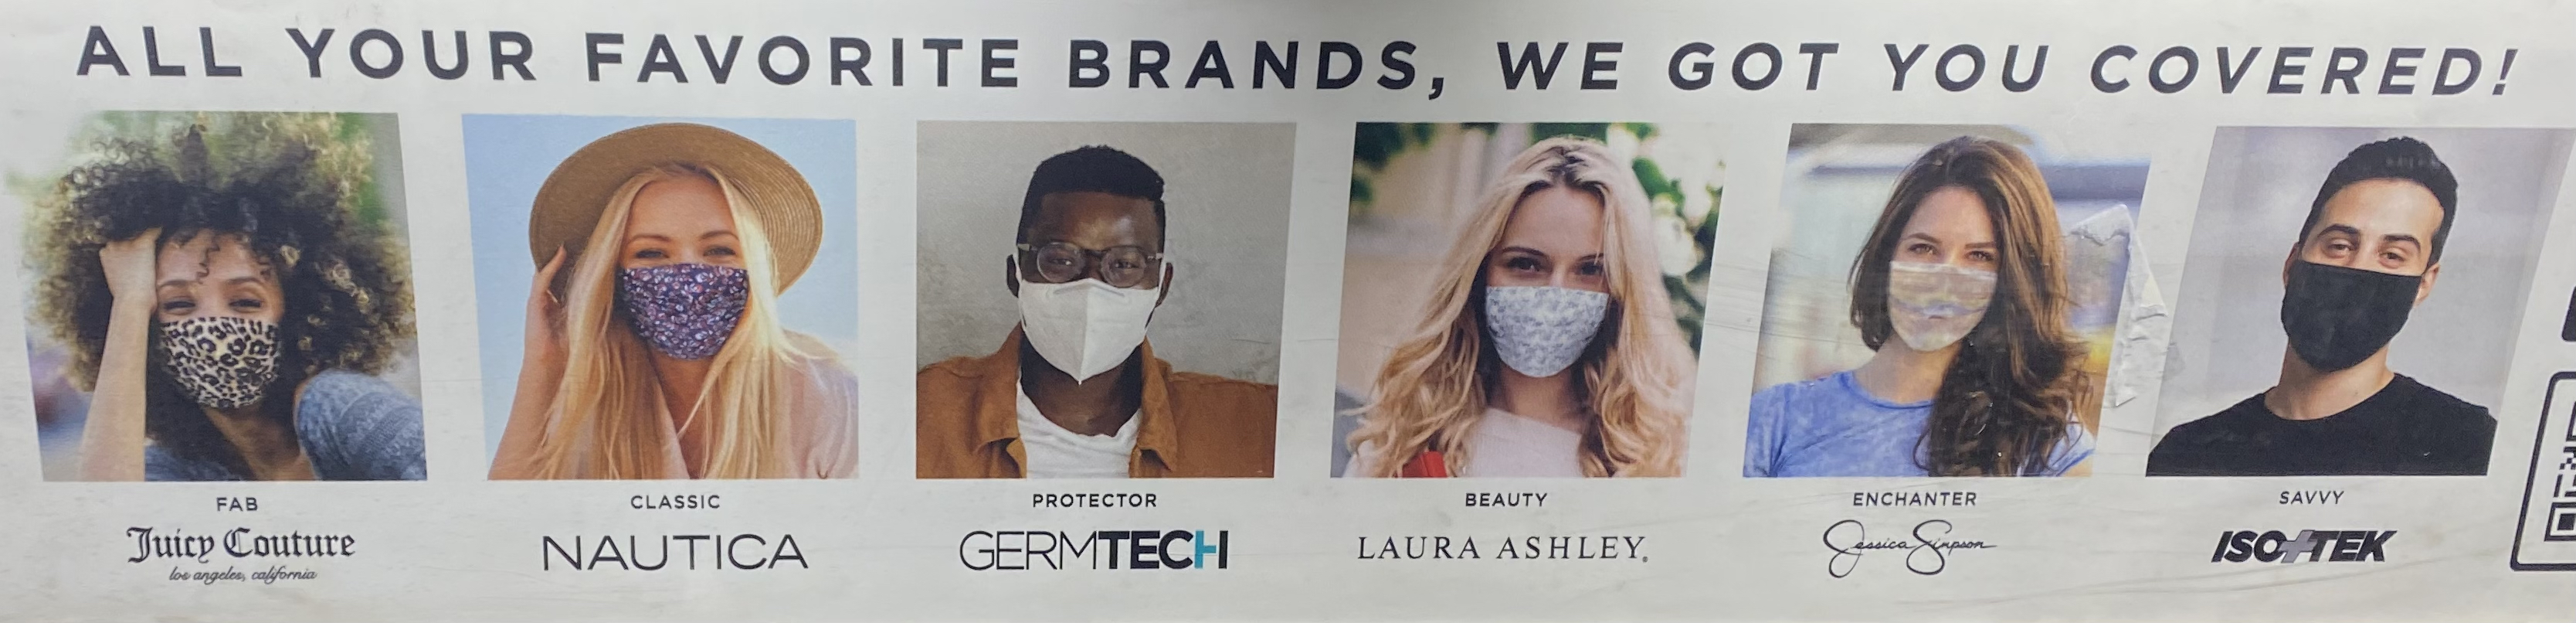 ALL YOUR FAVORITE BRANDS, WE GOT YOU COVERED!
FAB
Juicy Couture
los angeles, california
CLASSIC
NAUTICA
PROTECTOR
GERMTECH
BEAUTY
LAURA ASHLEY.
ENCHANTER
Jessica Simpson
SAVVY
ISO+TEK